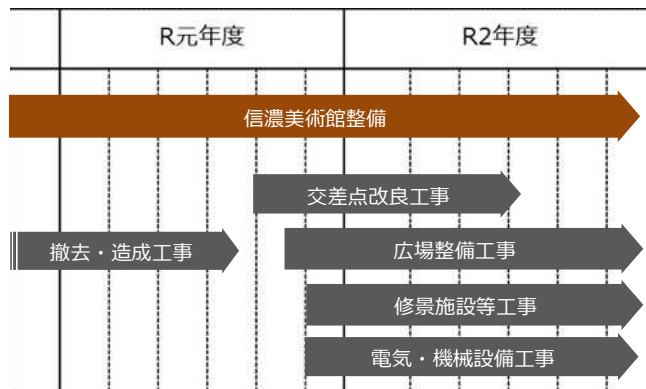 R元年度
R2年度
信濃美術館整備
交差点改良工事
撤去・造成工事
広場整備工事
修景施設等工事
電気・機械設備工事